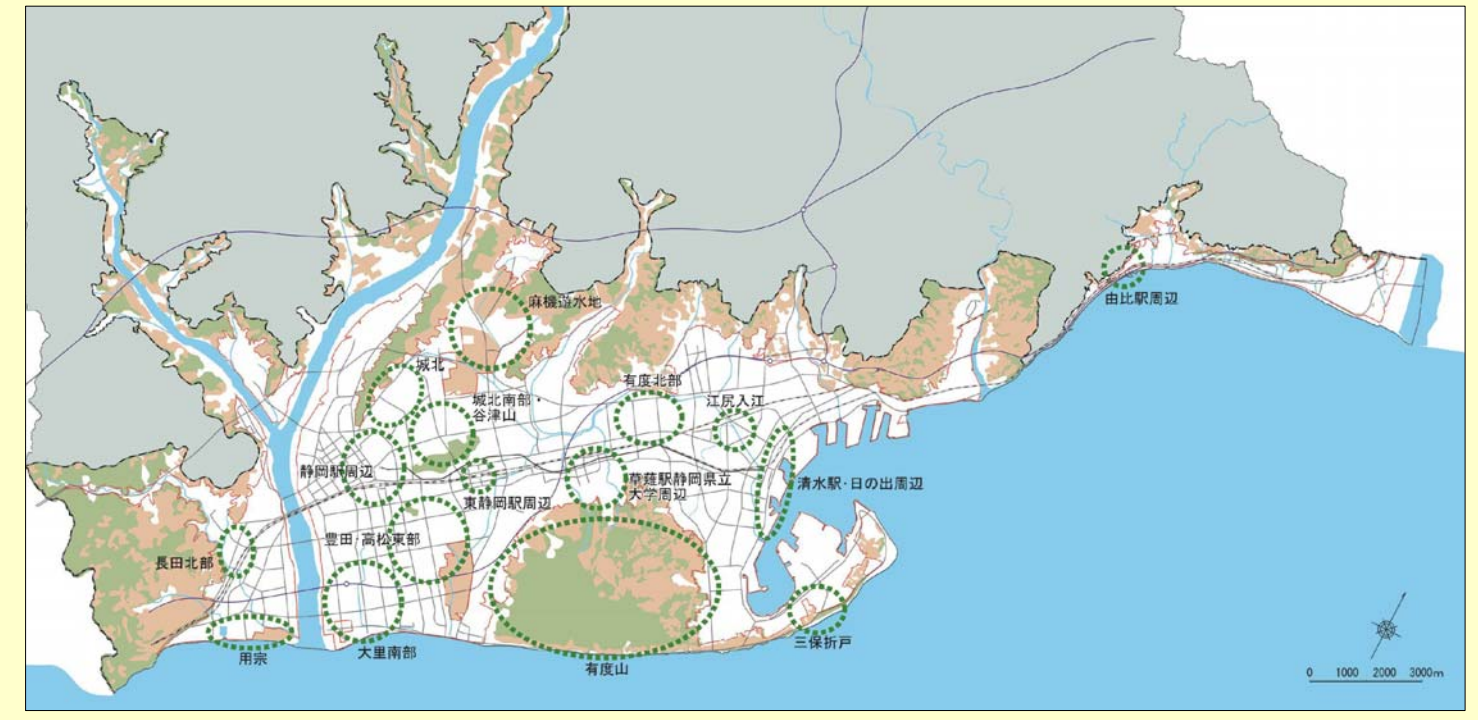 麻機遊水地
由比駅周辺
城北
有度北部
城北南部・
谷津山
江尻入江
静岡駅周辺
草薙駅静岡県立
大学周辺
清水駅・日の出周辺
東静岡駅周辺
豊田・高松東部
長田北部
三保折戸
大里南部
用宗
有度山
0 1000 2000 3000m